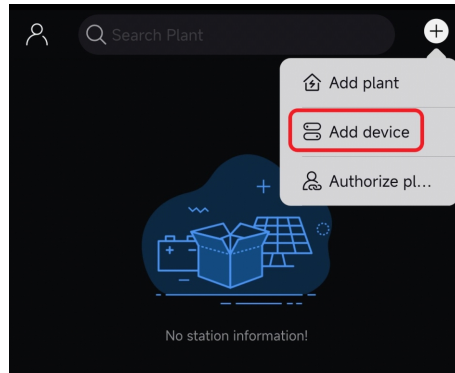 Search Plant
Add plant
Add device
Authorize pl...
No station information!